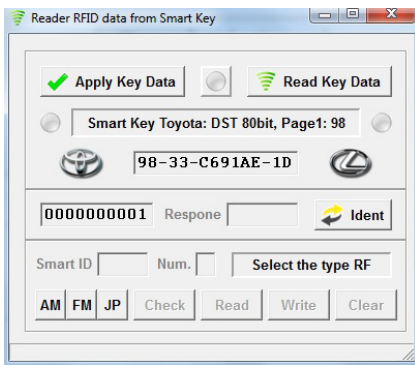 Reader RFID data from Smart Key
Apply Key Data Read Key Data
Smart Key Toyota: DST 80bit, Page1: 98
98-33-C691AE-1D
0000000001 Respone Ident
Smart ID Num. Select the type RF
AM FM JP Check Read Write Clear